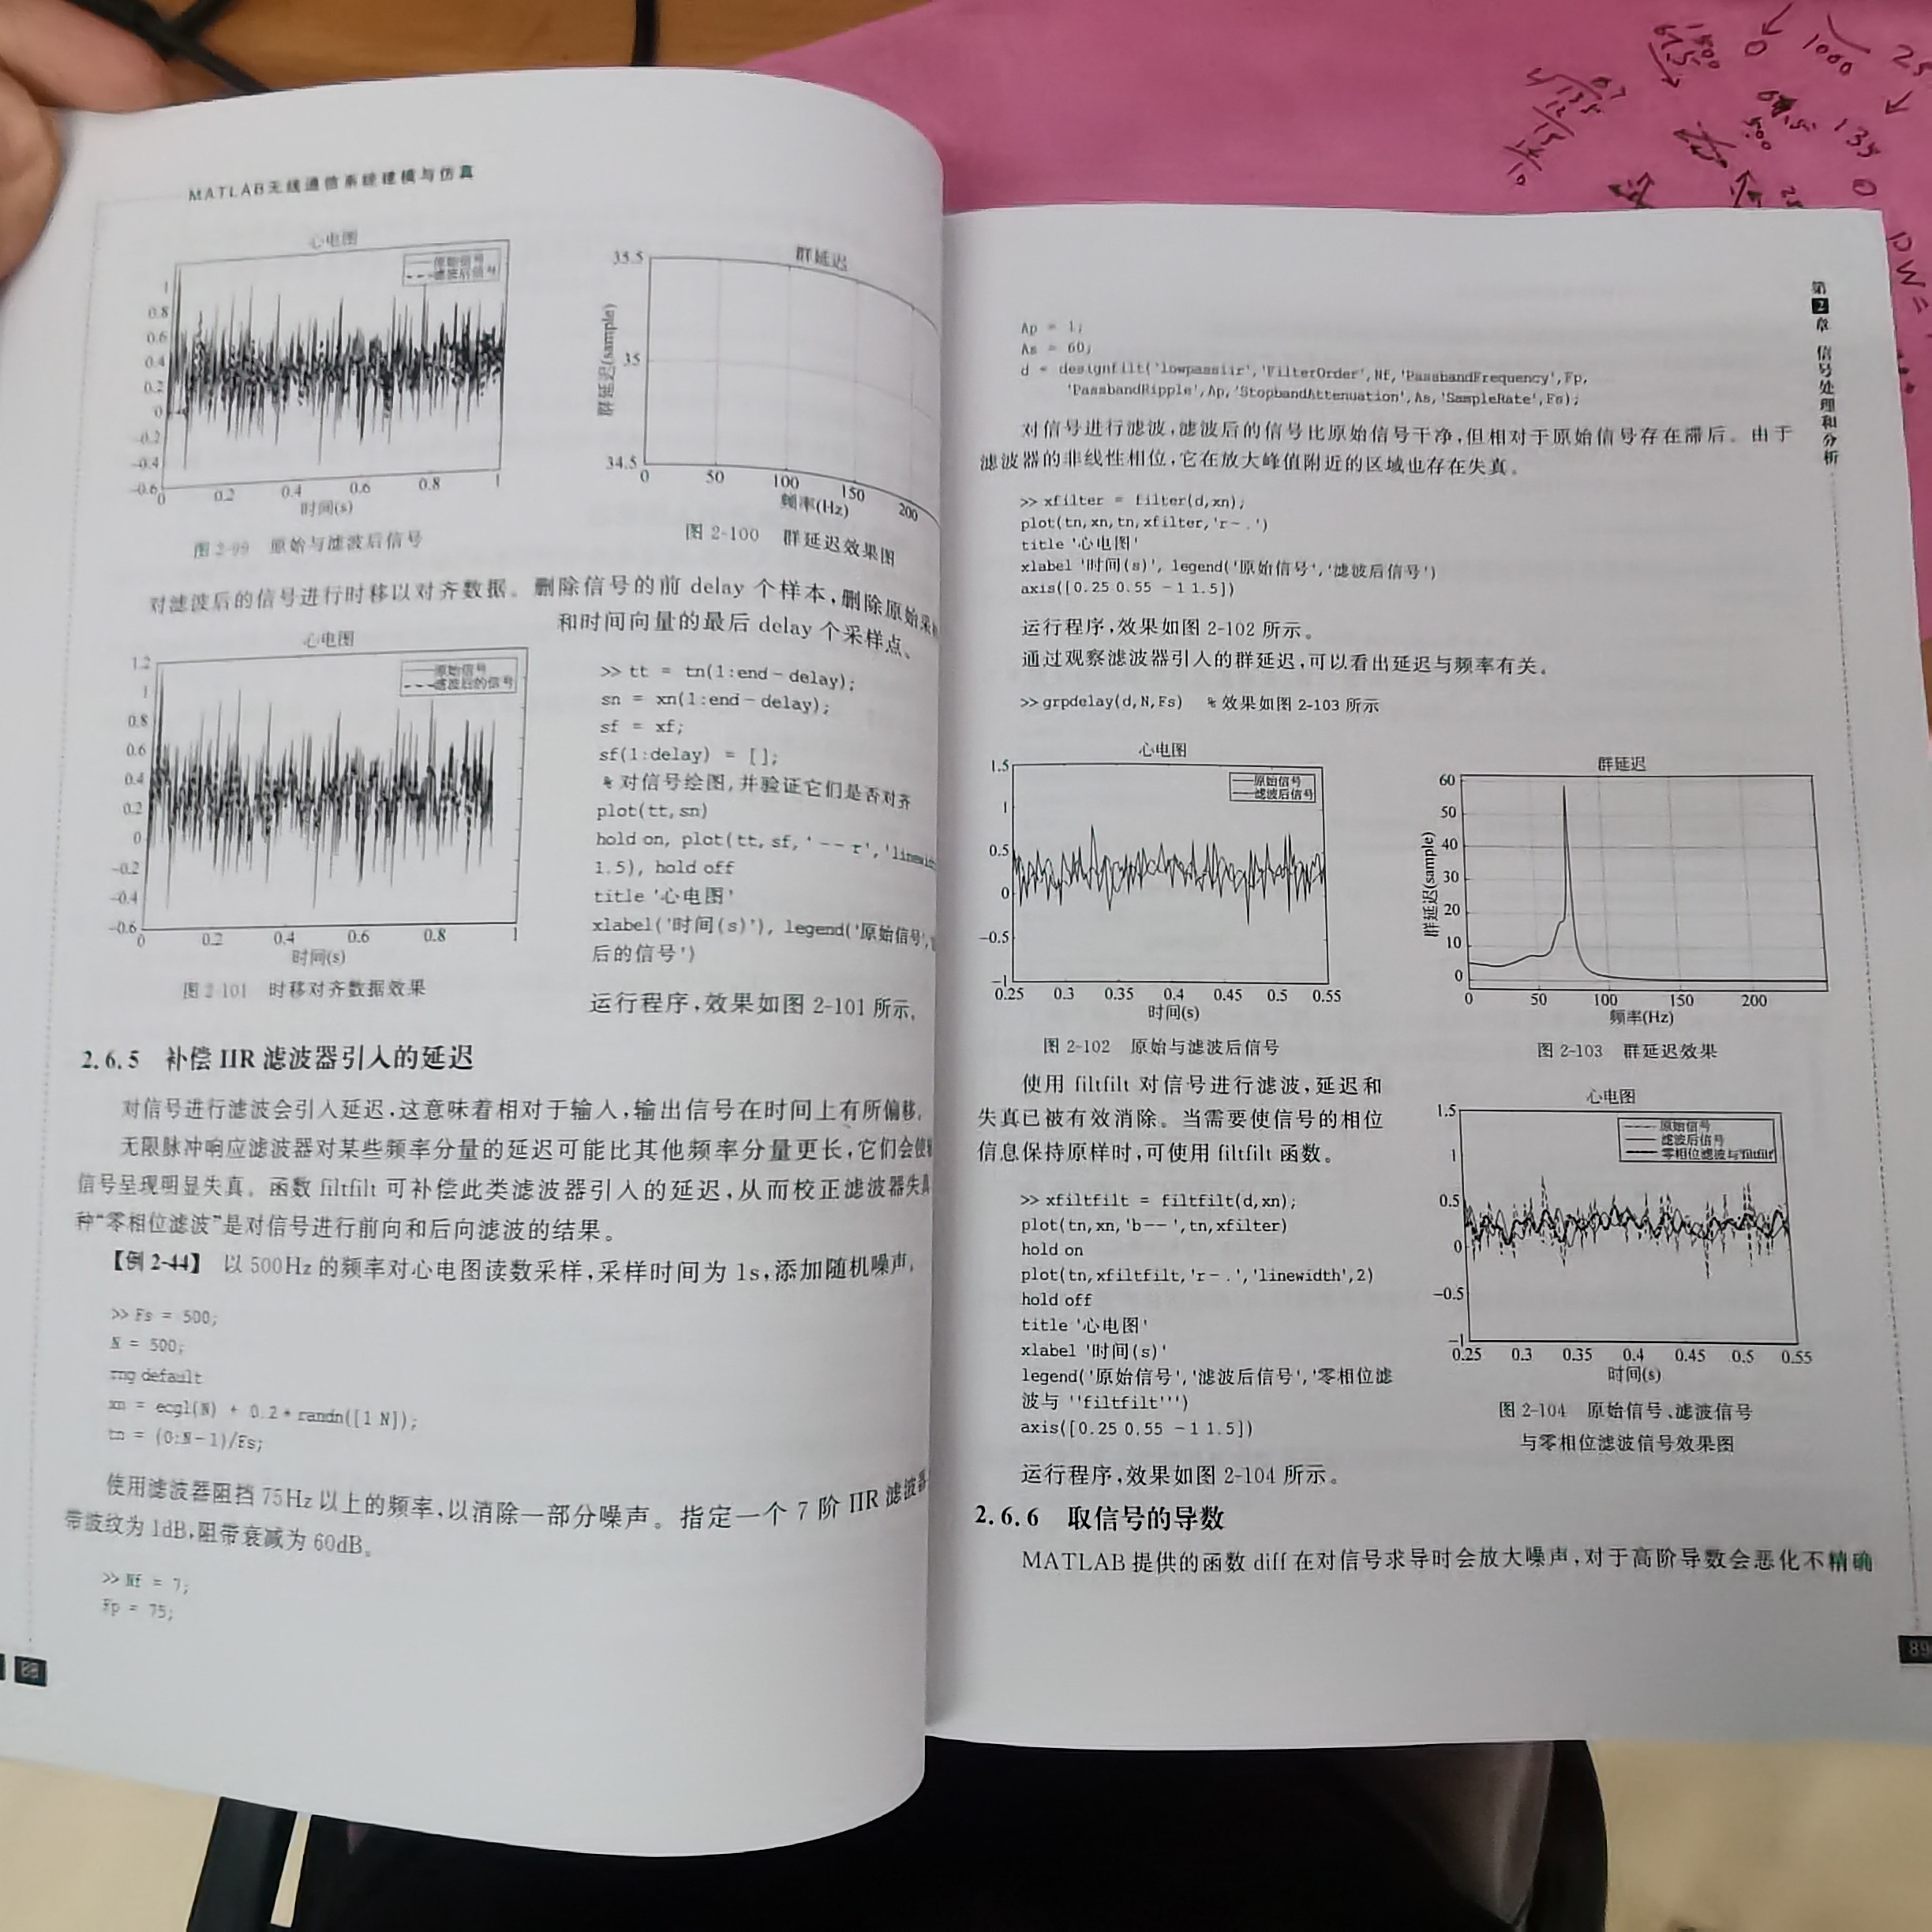 MATLAB无线通信系统建模与仿真
心电图
原始信号
滤波后信号
1
0.8
0.6
0.4
0.2
0
-0.2
-0.4
-0.6
0 0.2 0.4 0.6 0.8 1
时间(s)
图 2-99 原始与滤波后信号
群延迟
35.5
35
34.5
群延迟(sample)
0 50 100 150 200
频率(Hz)
图 2-100 群延迟效果图
对滤波后的信号进行时移以对齐数据。删除信号的前 delay 个样本,删除原始采
和时间向量的最后 delay 个采样点。
心电图
原始信号
滤波后的信号
1.2
1
0.8
0.6
0.4
0.2
0
-0.2
-0.4
-0.6
0 0.2 0.4 0.6 0.8 1
时间(s)
图 2-101 时移对齐数据效果
>> tt = tn(1:end-delay);
sn = xn(1:end-delay);
sf = xf;
sf(1:delay) = [];
% 对信号绘图,并验证它们是否对齐
plot(tt,sn)
hold on, plot(tt,sf,'--r','linewid
1.5), hold off
title '心电图'
xlabel('时间(s)'), legend('原始信号',
后的信号')
运行程序,效果如图 2-101 所示,
2.6.5 补偿 IIR 滤波器引入的延迟
对信号进行滤波会引入延迟,这意味着相对于输入,输出信号在时间上有所偏移,
无限脉冲响应滤波器对某些频率分量的延迟可能比其他频率分量更长,它们会使
信号呈现明显失真。函数 filtfilt 可补偿此类滤波器引入的延迟,从而校正滤波器失真
种“零相位滤波”是对信号进行前向和后向滤波的结果。
【例 2-44】 以 500Hz 的频率对心电图读数采样,采样时间为 1s,添加随机噪声,
>> Fs = 500;
N = 500;
rng default
xn = ecgl(N) + 0.2*randn([1 N]);
tn = (0:N-1)/Fs;
使用滤波器阻挡 75Hz 以上的频率,以消除一部分噪声。指定一个 7 阶 IIR 滤波器
带波纹为 1dB,阻带衰减为 60dB。
>> Nf = 7;
Fp = 75;
88
第2章 信号处理和分析
Ap = 1;
As = 60;
d = designfilt('lowpassiir','FilterOrder',Nf,'PassbandFrequency',Fp,
'PassbandRipple',Ap,'StopbandAttenuation',As,'SampleRate',Fs);
对信号进行滤波,滤波后的信号比原始信号干净,但相对于原始信号存在滞后。由于
滤波器的非线性相位,它在放大峰值附近的区域也存在失真。
>> xfilter = filter(d,xn);
plot(tn,xn,tn,xfilter,'r-.')
title '心电图'
xlabel '时间(s)', legend('原始信号','滤波后信号')
axis([0.25 0.55 -1 1.5])
运行程序,效果如图 2-102 所示。
通过观察滤波器引入的群延迟,可以看出延迟与频率有关。
>> grpdelay(d,N,Fs) % 效果如图 2-103 所示
心电图
原始信号
滤波后信号
1.5
1
0.5
0
-0.5
-1
0.25 0.3 0.35 0.4 0.45 0.5 0.55
时间(s)
图 2-102 原始与滤波后信号
群延迟
60
50
40
30
20
10
0
群延迟(sample)
0 50 100 150 200
频率(Hz)
图 2-103 群延迟效果
使用 filtfilt 对信号进行滤波,延迟和
失真已被有效消除。当需要使信号的相位
信息保持原样时,可使用 filtfilt 函数。
>> xfiltfilt = filtfilt(d,xn);
plot(tn,xn,'b--',tn,xfilter)
hold on
plot(tn,xfiltfilt,'r-.','linewidth',2)
hold off
title '心电图'
xlabel '时间(s)'
legend('原始信号','滤波后信号','零相位滤
波与 ''filtfilt''')
axis([0.25 0.55 -1 1.5])
心电图
原始信号
滤波后信号
零相位滤波与'filtfilt'
1.5
1
0.5
0
-0.5
-1
0.25 0.3 0.35 0.4 0.45 0.5 0.55
时间(s)
图 2-104 原始信号、滤波信号
与零相位滤波信号效果图
运行程序,效果如图 2-104 所示。
2.6.6 取信号的导数
MATLAB 提供的函数 diff 在对信号求导时会放大噪声,对于高阶导数会恶化不精确
89
0
1000
135
0